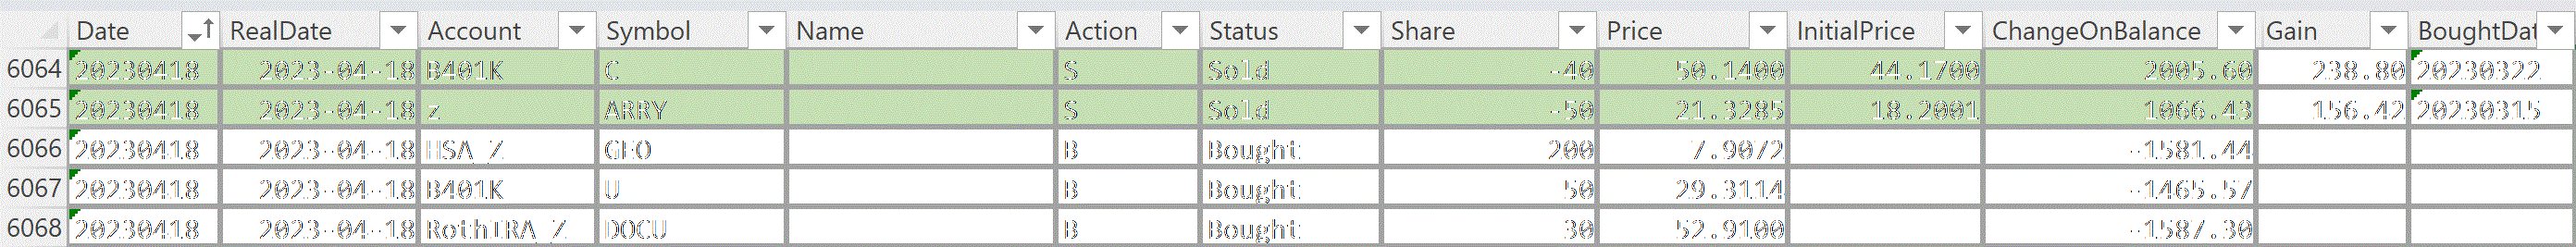 Date RealDate Account Symbol Name Action Status Share Price InitialPrice ChangeOnBalance Gain BoughtDat
6064 20230418 2023-04-18 B401K C S Sold -40 50.1400 44.1700 2005.60 238.80 20230322
6065 20230418 2023-04-18 z ARRY S Sold -50 21.3285 18.2001 1066.43 156.42 20230315
6066 20230418 2023-04-18 HSA_Z GEO B Bought 200 7.9072 -1581.44
6067 20230418 2023-04-18 B401K U B Bought 50 29.3114 -1465.57
6068 20230418 2023-04-18 RothIRA_Z DOCU B Bought 30 52.9100 -1587.30